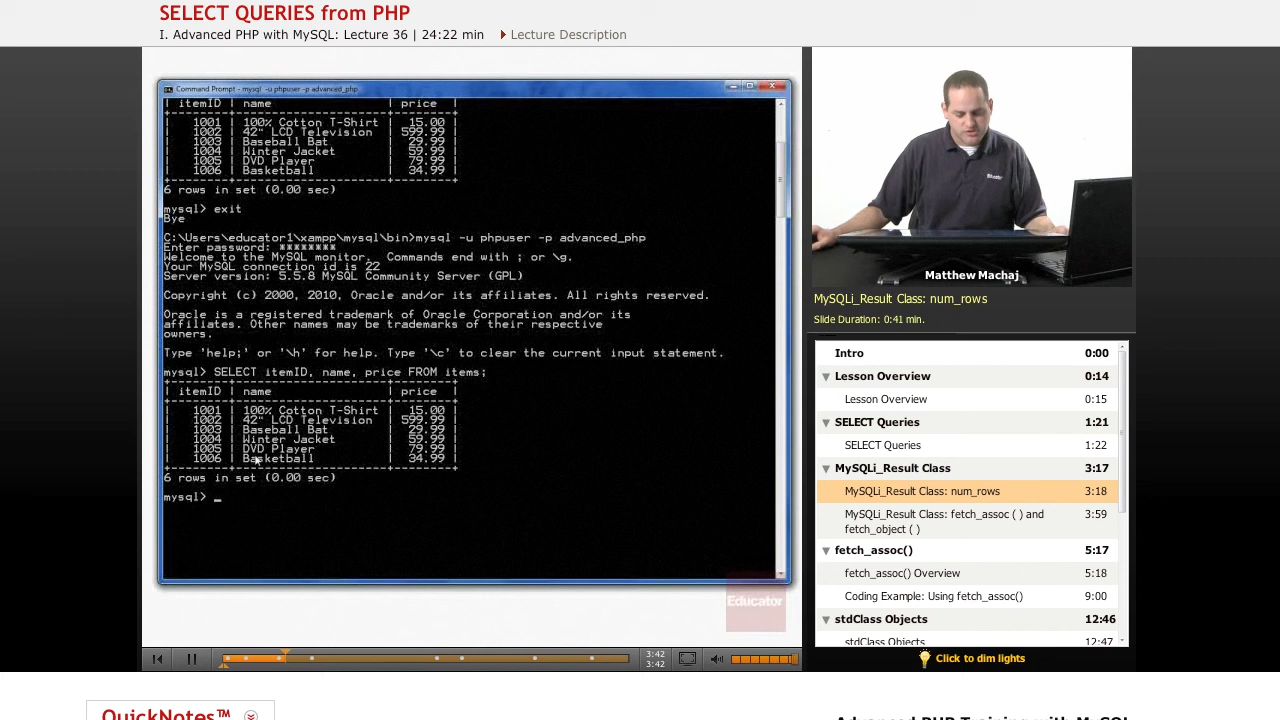 SELECT QUERIES from PHP
I. Advanced PHP with MySQL: Lecture 36 | 24:22 min
Lecture Description
Command Prompt - mysql -u phpuser -p advanced_php
| itemID | name | price |
| 1001 | 100% Cotton T-Shirt | 15.00 |
| 1002 | 42" LCD Television | 599.99 |
| 1003 | Baseball Bat | 29.99 |
| 1004 | Winter Jacket | 59.99 |
| 1005 | DVD Player | 79.99 |
| 1006 | Basketball | 34.99 |
6 rows in set (0.00 sec)
mysql> exit
Bye
C:\Users\educator1\xampp\mysql\bin>mysql -u phpuser -p advanced_php
Enter password: ********
Welcome to the MySQL monitor. Commands end with ; or \g.
Your MySQL connection id is 22
Server version: 5.5.8 MySQL Community Server (GPL)
Copyright (c) 2000, 2010, Oracle and/or its affiliates. All rights reserved.
Oracle is a registered trademark of Oracle Corporation and/or its
affiliates. Other names may be trademarks of their respective
owners.
Type 'help;' or '\h' for help. Type '\c' to clear the current input statement.
mysql> SELECT itemID, name, price FROM items;
| itemID | name | price |
| 1001 | 100% Cotton T-Shirt | 15.00 |
| 1002 | 42" LCD Television | 599.99 |
| 1003 | Baseball Bat | 29.99 |
| 1004 | Winter Jacket | 59.99 |
| 1005 | DVD Player | 79.99 |
| 1006 | Basketball | 34.99 |
6 rows in set (0.00 sec)
mysql> _
Educator
3:42
3:42
Matthew Machaj
MySQLi_Result Class: num_rows
Slide Duration: 0:41 min.
Intro 0:00
Lesson Overview 0:14
Lesson Overview 0:15
SELECT Queries 1:21
SELECT Queries 1:22
MySQLi_Result Class 3:17
MySQLi_Result Class: num_rows 3:18
MySQLi_Result Class: fetch_assoc ( ) and 3:59
fetch_object ( )
fetch_assoc() 5:17
fetch_assoc() Overview 5:18
Coding Example: Using fetch_assoc() 9:00
stdClass Objects 12:46
stdClass Objects 12:47
Click to dim lights
QuickNotes™
Advanced PHP Training with MySQL